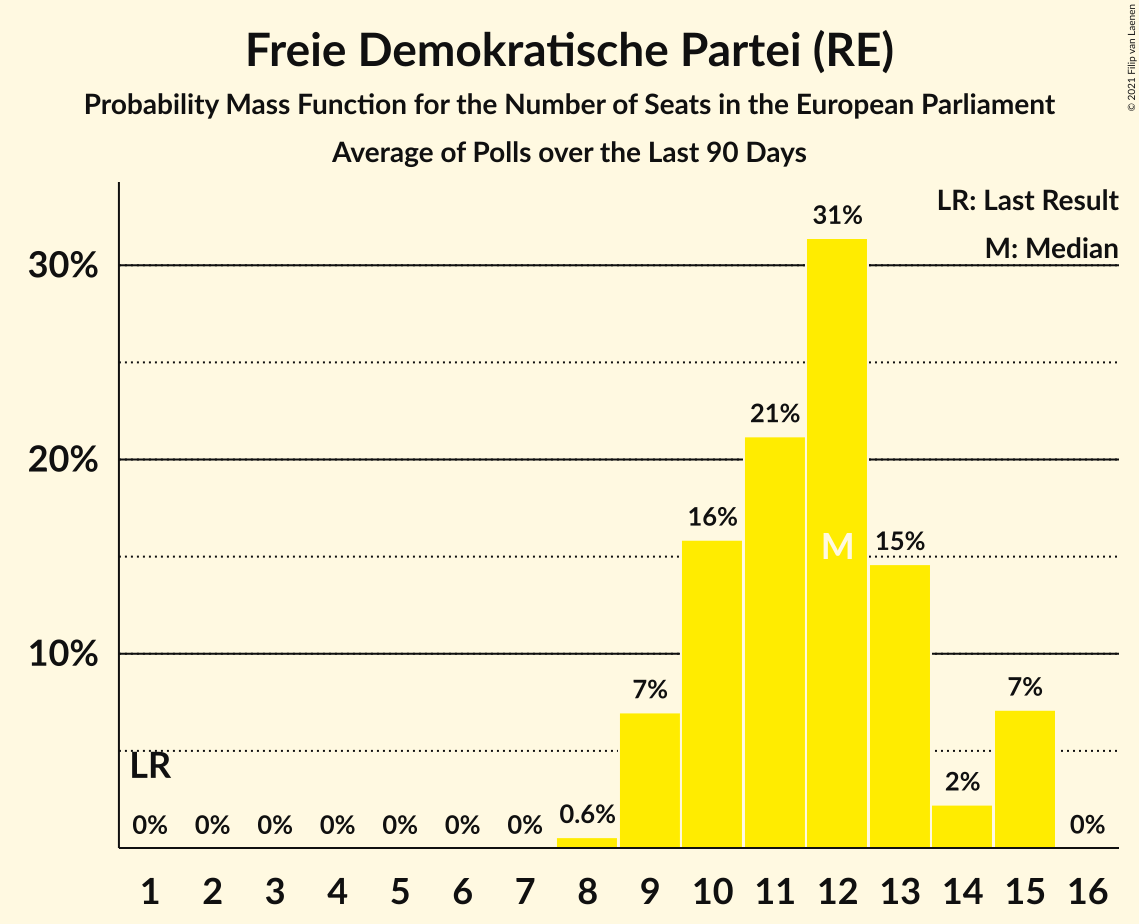 Freie Demokratische Partei (RE)
Probability Mass Function for the Number of Seats in the European Parliament
Average of Polls over the Last 90 Days
© 2021 Filip van Laenen
LR: Last Result
M: Median
30%
20%
10%
31%
21%
16%
M
15%
7%
7%
LR
2%
0.6%
0% 0% 0% 0% 0% 0% 0% 0%
1 2 3 4 5 6 7 8 9 10 11 12 13 14 15 16